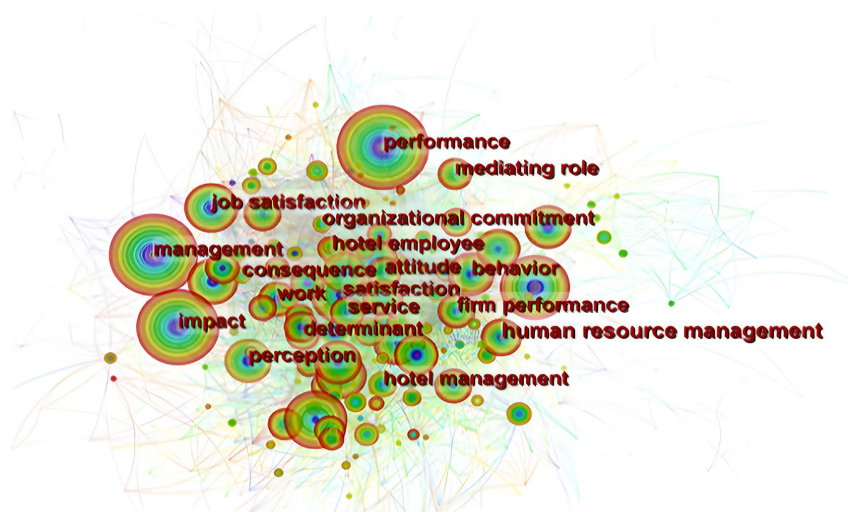 performance
mediating role
job satisfaction
organizational commitment
hotel employee
management
consequence
attitude
behavior
satisfaction
work
service
firm performance
impact
determinant
human resource management
perception
hotel management